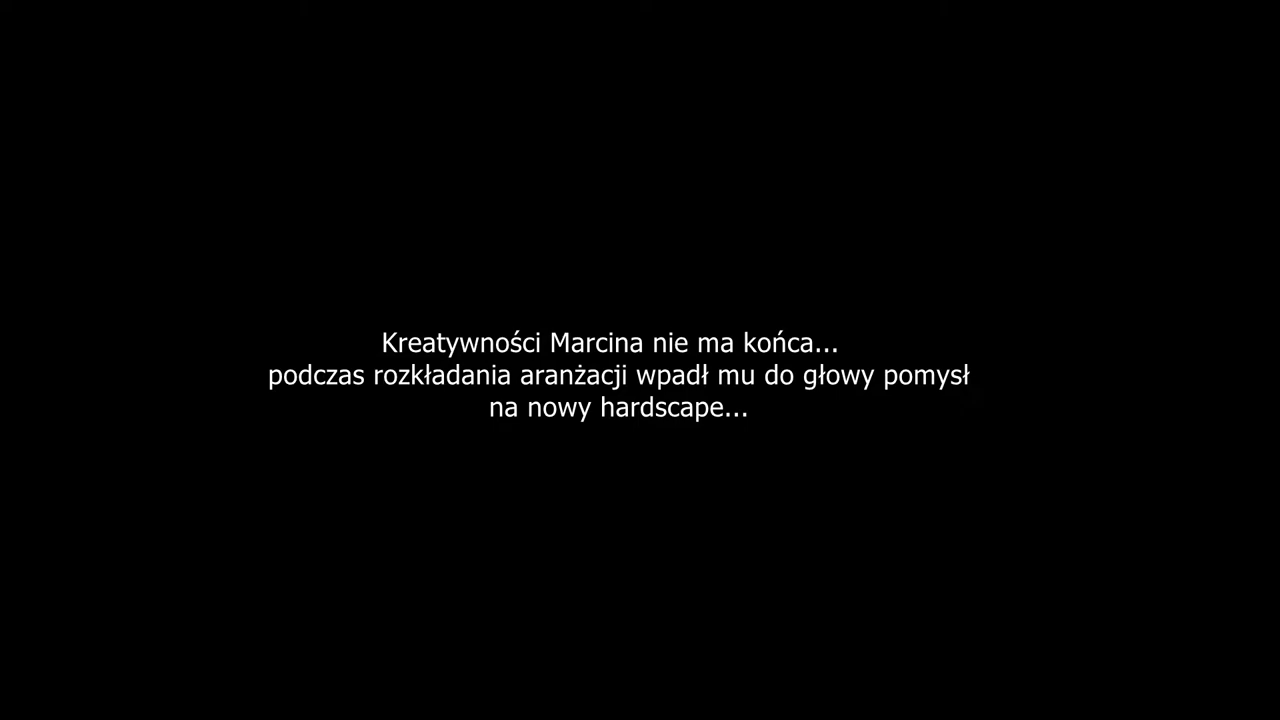 Kreatywności Marcina nie ma końca...
podczas rozkładania aranżacji wpadł mu do głowy pomysł
na nowy hardscape...